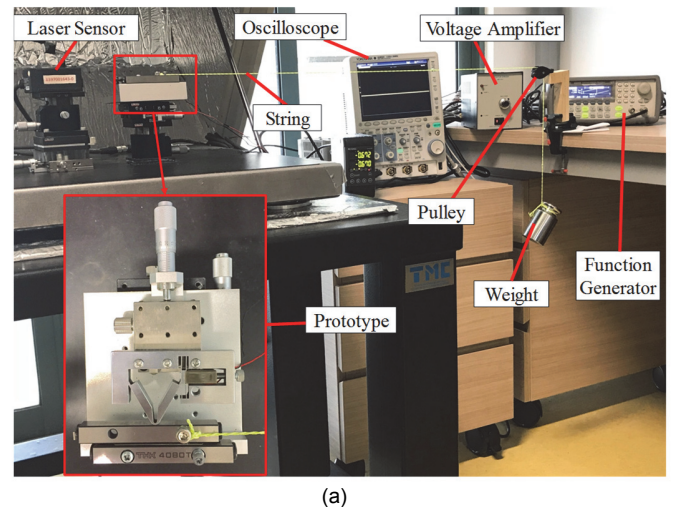 Laser Sensor
Oscilloscope
Voltage Amplifier
String
Pulley
Weight
Function
Generator
TMC
Prototype
(a)